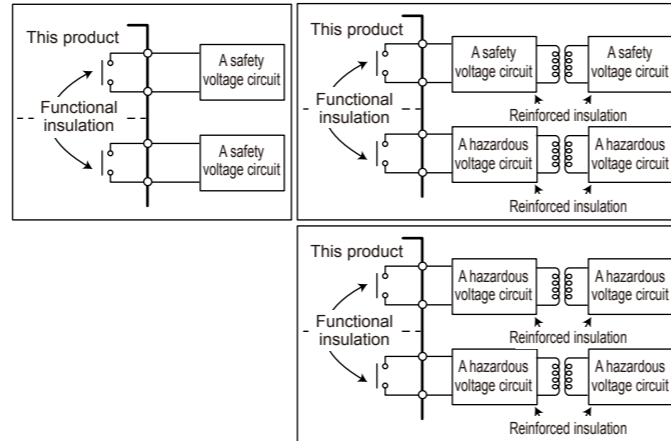 This product
Functional
insulation
A safety
voltage circuit
A safety
voltage circuit
This product
Functional
insulation
A safety
voltage circuit
A safety
voltage circuit
Reinforced insulation
A hazardous
voltage circuit
A hazardous
voltage circuit
Reinforced insulation
This product
Functional
insulation
A hazardous
voltage circuit
A hazardous
voltage circuit
Reinforced insulation
A hazardous
voltage circuit
A hazardous
voltage circuit
Reinforced insulation